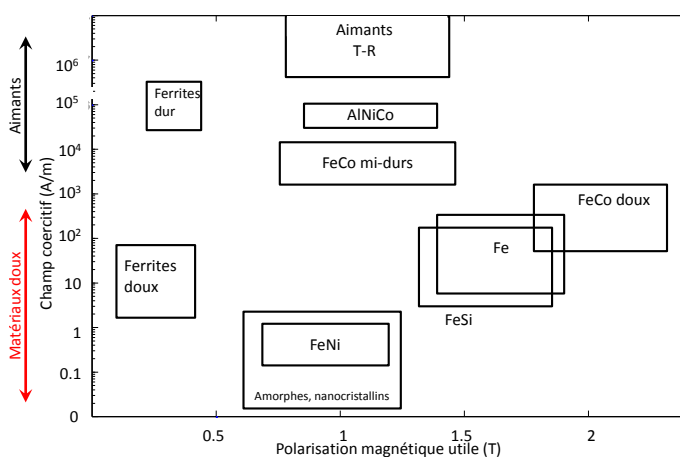 Aimants
T-R
Ferrites
dur
AlNiCo
FeCo mi-durs
FeCo doux
Fe
FeSi
Ferrites
doux
FeNi
Amorphes, nanocristallins
10⁶
10⁵
10⁴
10³
10²
10
1
0.1
0
0.5
1
1.5
2
Polarisation magnétique utile (T)
Champ coercitif (A/m)
Aimants
Matériaux doux